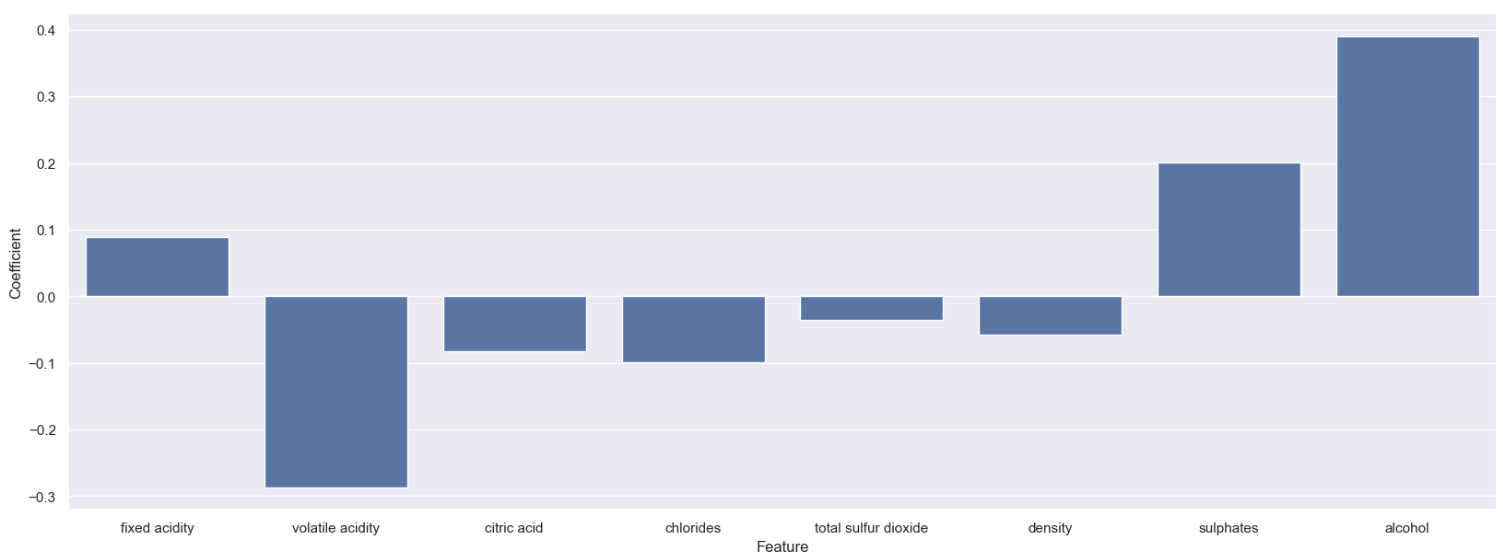 0.4
0.3
0.2
0.1
0.0
−0.1
−0.2
−0.3
Coefficient
fixed acidity volatile acidity citric acid chlorides total sulfur dioxide density sulphates alcohol
Feature